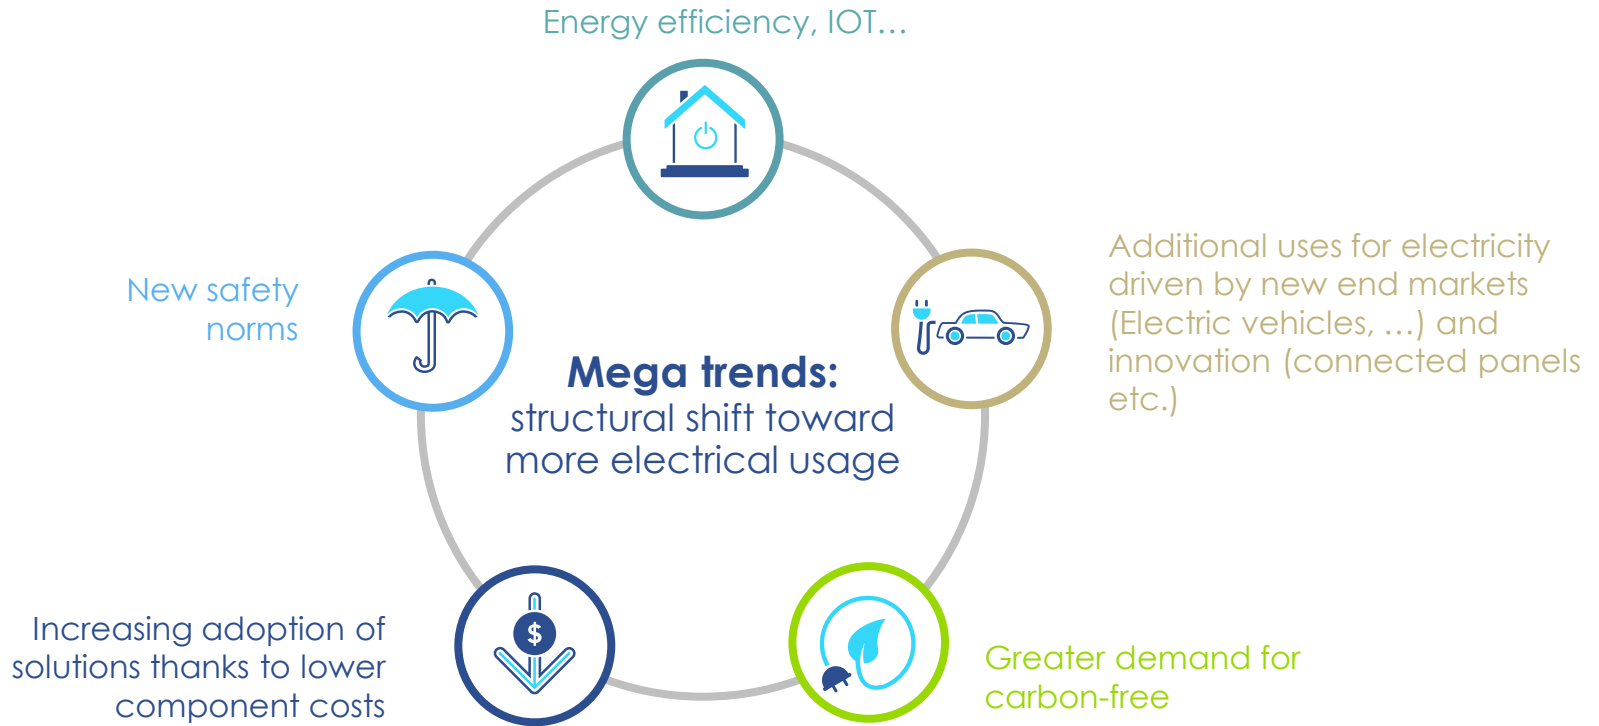 Energy efficiency, IOT…
Additional uses for electricity
driven by new end markets
(Electric vehicles, …) and
innovation (connected panels
etc.)
New safety
norms
Mega trends:
structural shift toward
more electrical usage
$
Increasing adoption of
solutions thanks to lower
component costs
Greater demand for
carbon-free